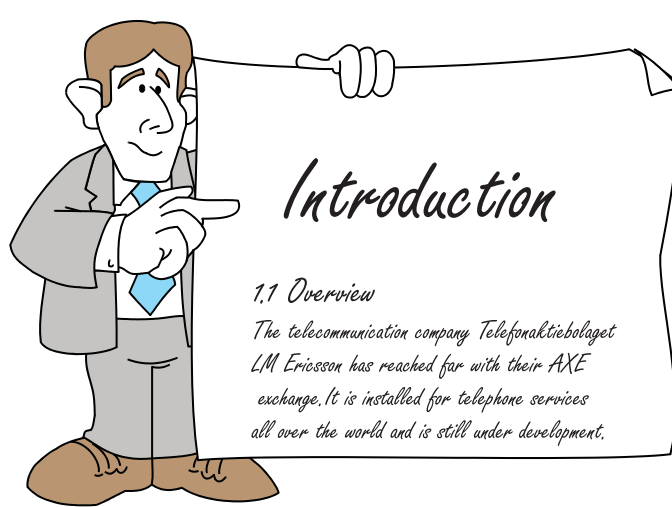 Introduction
1.1 Overview
The telecommunication company Telefonaktiebolaget
LM Ericsson has reached far with their AXE
exchange.It is installed for telephone services
all over the world and is still under development.